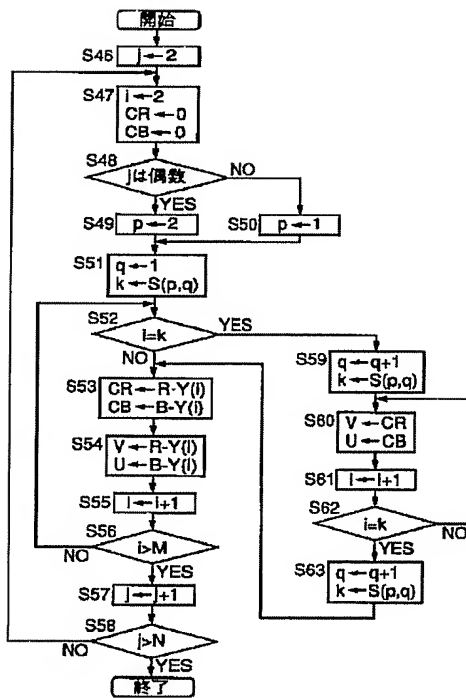 開始
S46
j←2
S47
i←2
CR←0
CB←0
S48
jは偶数
NO
YES
S49
p←2
S50
p←1
S51
q←1
k←S(p,q)
S52
i=k
YES
NO
S53
CR←R-Y(i)
CB←B-Y(i)
S54
V←R-Y(i)
U←B-Y(i)
S55
i←i+1
S56
i>M
NO
YES
S57
j←j+1
S58
j>N
NO
YES
終了
S59
q←q+1
k←S(p,q)
S60
V←CR
U←CB
S61
i←i+1
S62
i=k
YES
NO
S63
q←q+1
k←S(p,q)